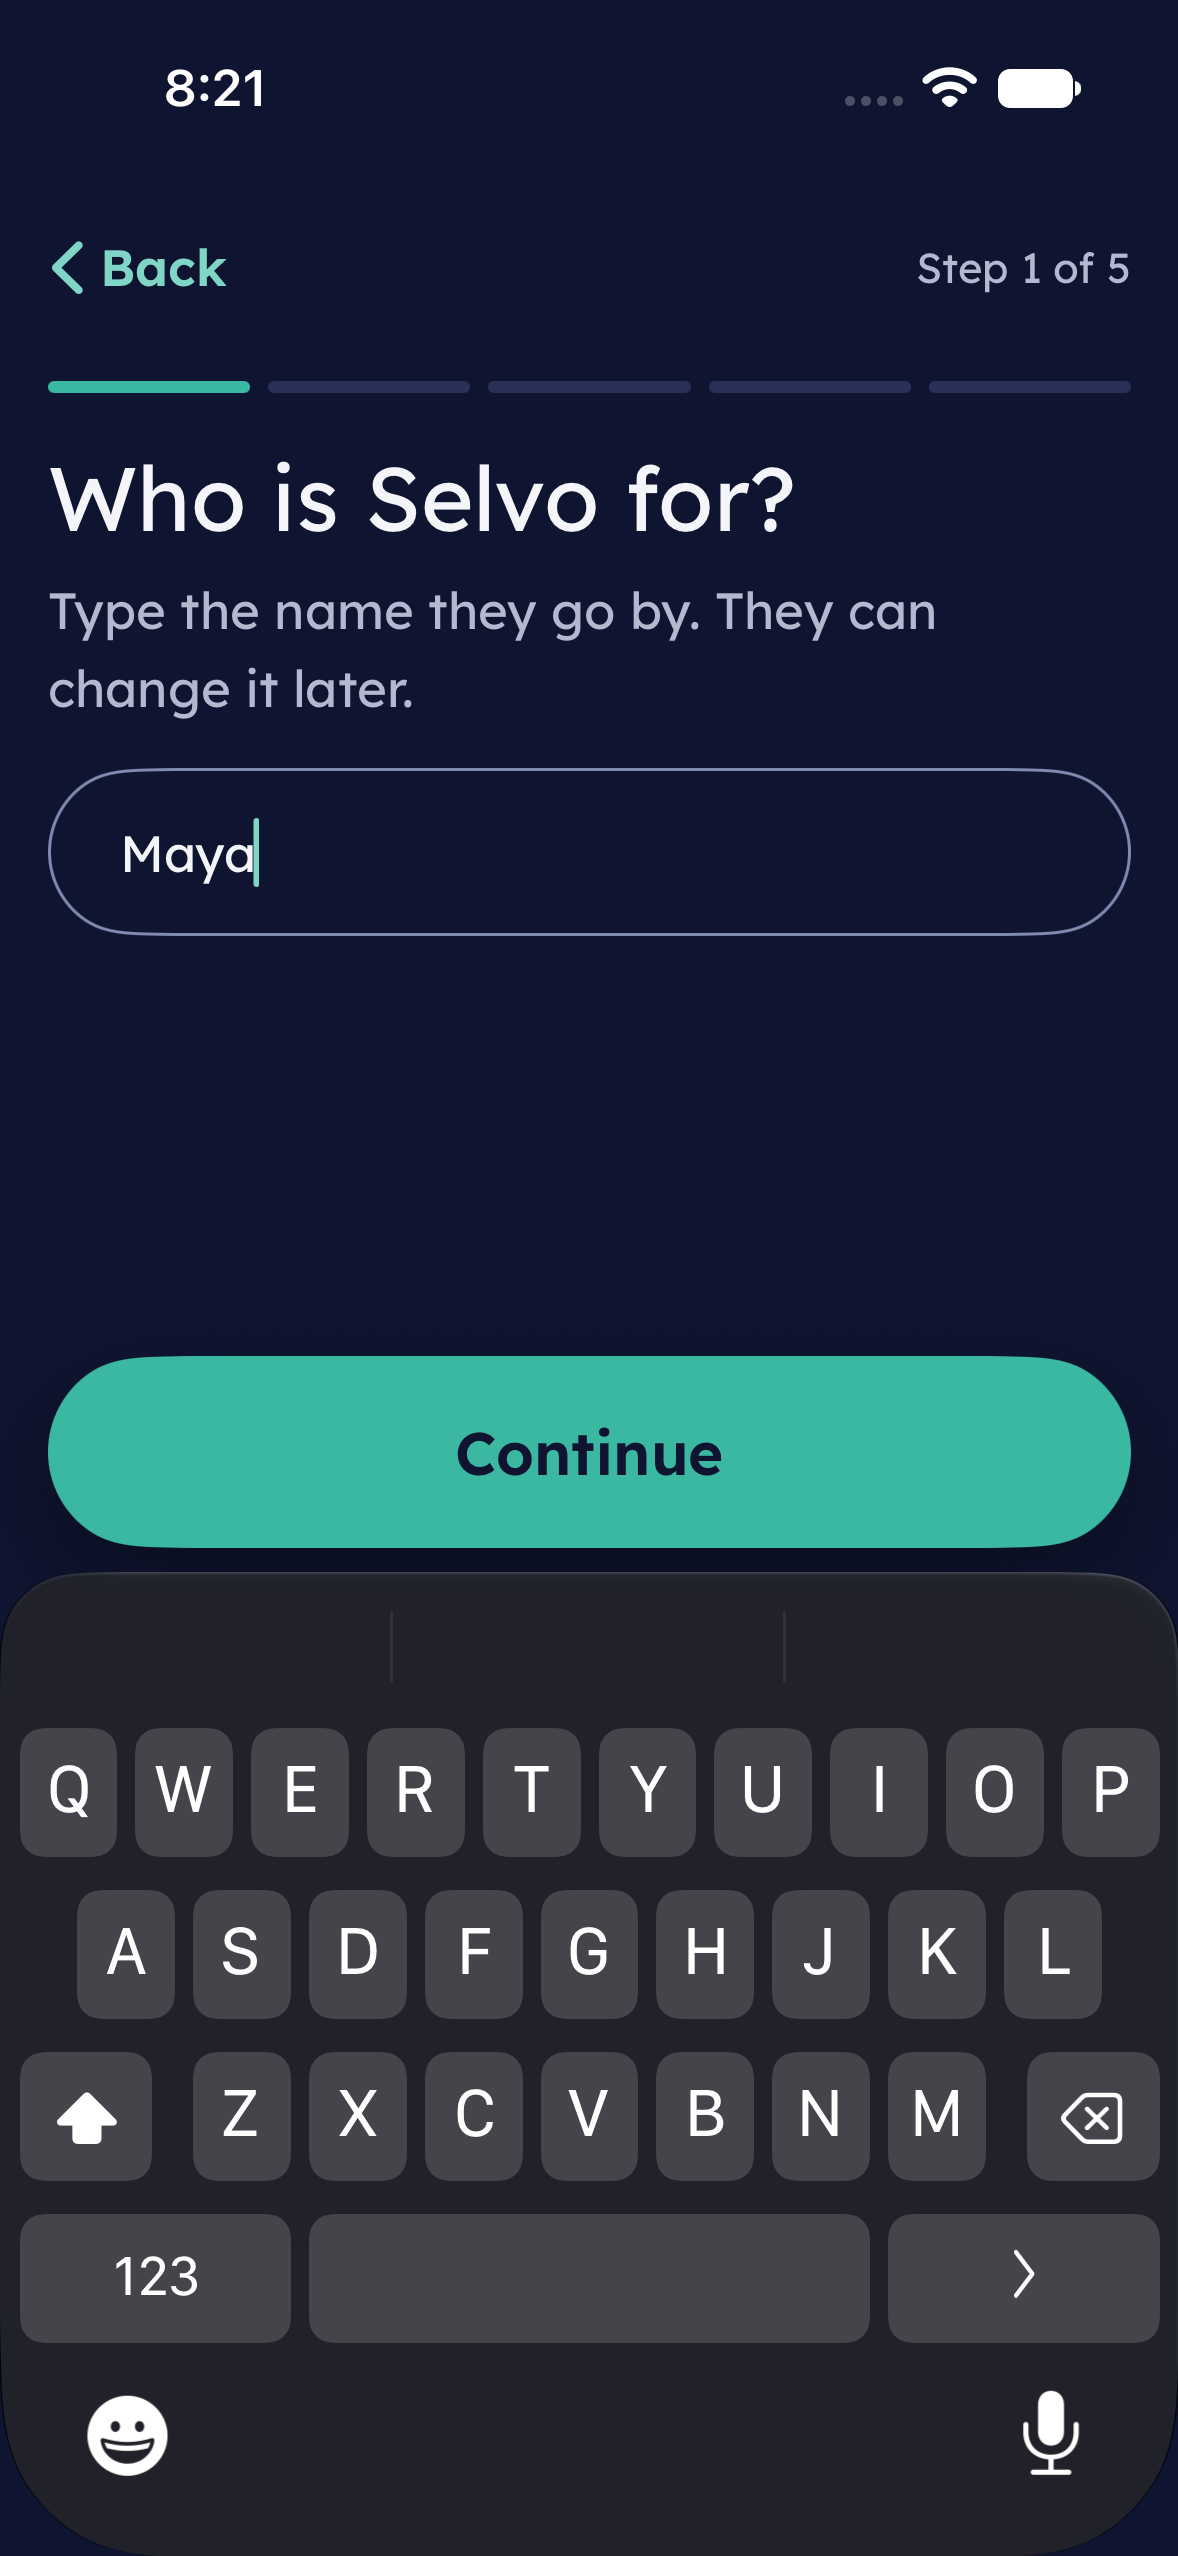 8:21
Back
Step 1 of 5
Who is Selvo for?
Type the name they go by. They can
change it later.
Maya
Continue
Q W E R T Y U I O P
A S D F G H J K L
Z X C V B N M
123